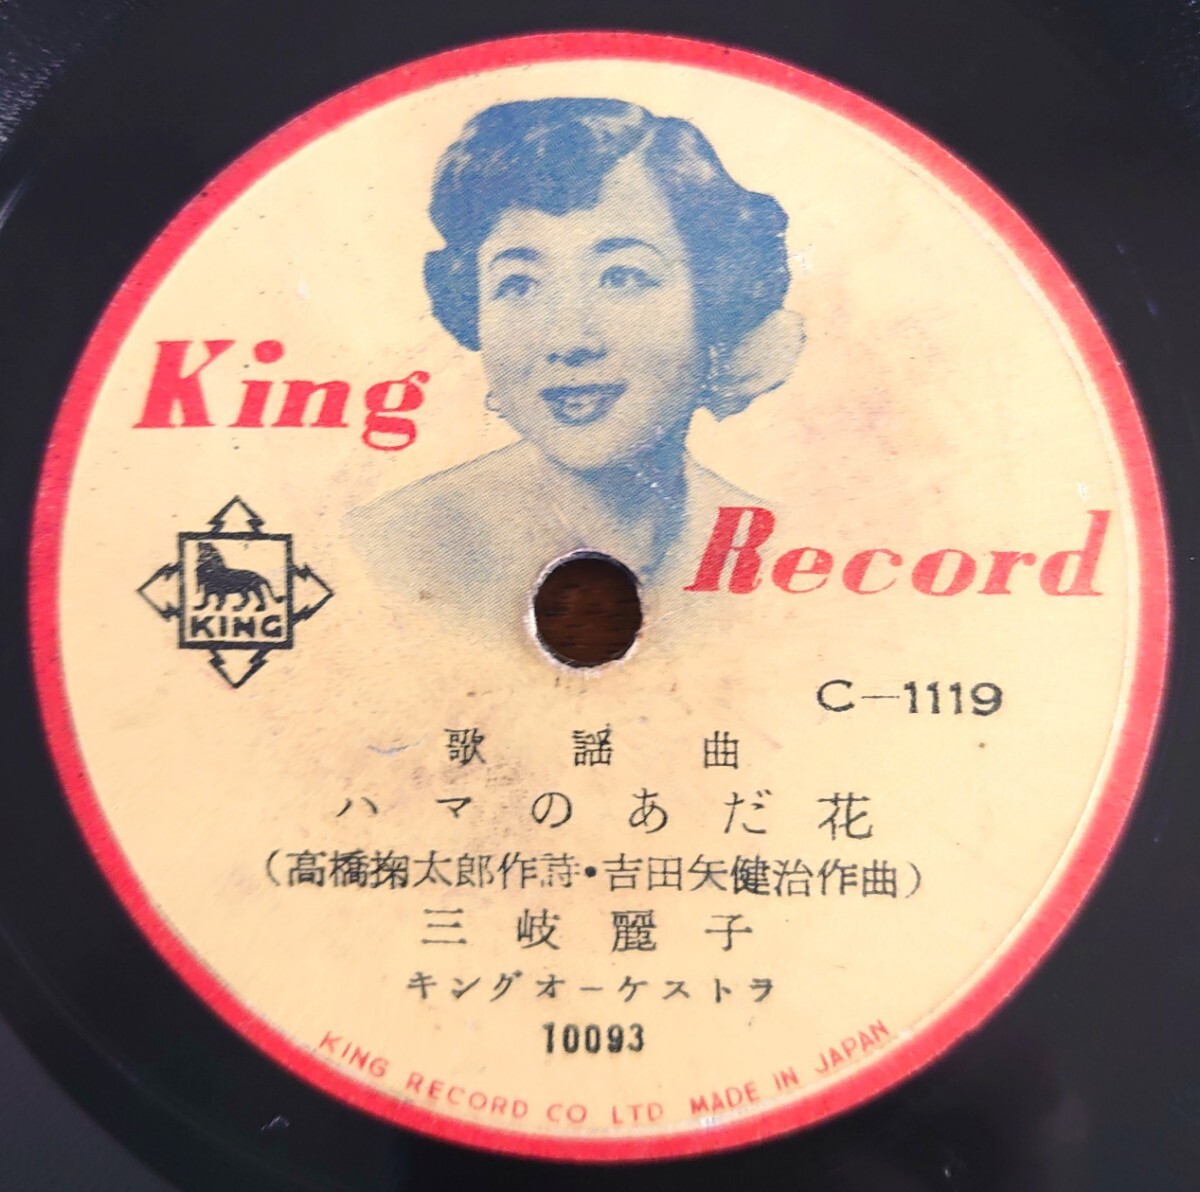 King
Record
KING
C-1119
歌謡曲
ハマのあだ花
(高橋掬太郎作詩・吉田矢健治作曲)
三岐麗子
キングオーケストラ
10093
KING RECORD CO LTD MADE IN JAPAN